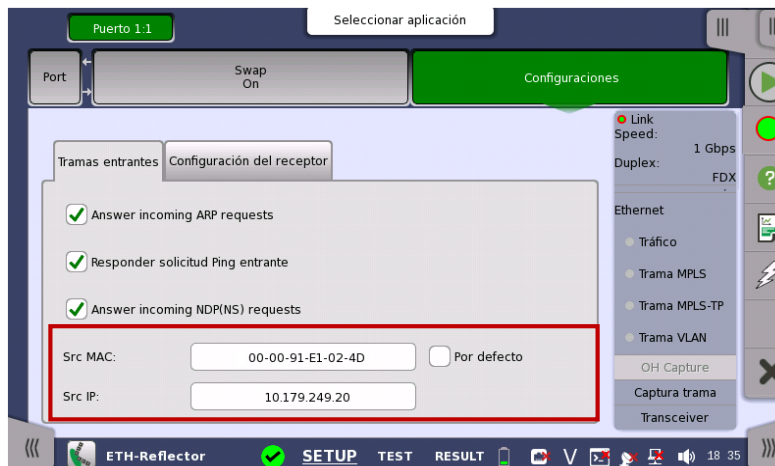 Puerto 1:1
Seleccionar aplicación
Port
Swap
On
Configuraciones
Tramas entrantes
Configuración del receptor
Answer incoming ARP requests
Responder solicitud Ping entrante
Answer incoming NDP(NS) requests
Src MAC:
00-00-91-E1-02-4D
Por defecto
Src IP:
10.179.249.20
Link
Speed:
1 Gbps
Duplex:
FDX
Ethernet
Tráfico
Trama MPLS
Trama MPLS-TP
Trama VLAN
OH Capture
Captura trama
Transceiver
ETH-Reflector
SETUP
TEST
RESULT
V
18 35